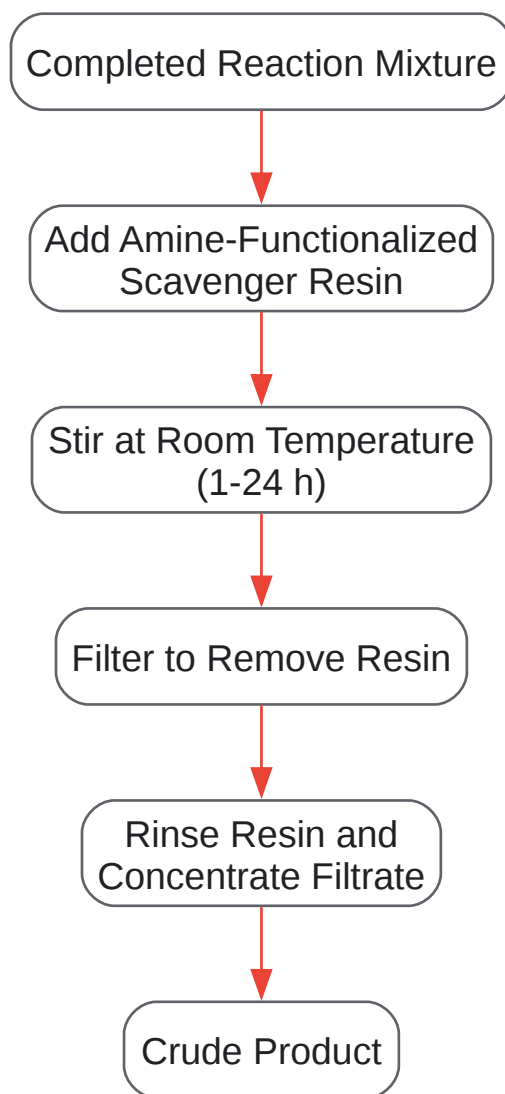 Completed Reaction Mixture
Add Amine-Functionalized
Scavenger Resin
Stir at Room Temperature
(1-24 h)
Filter to Remove Resin
Rinse Resin and
Concentrate Filtrate
Crude Product